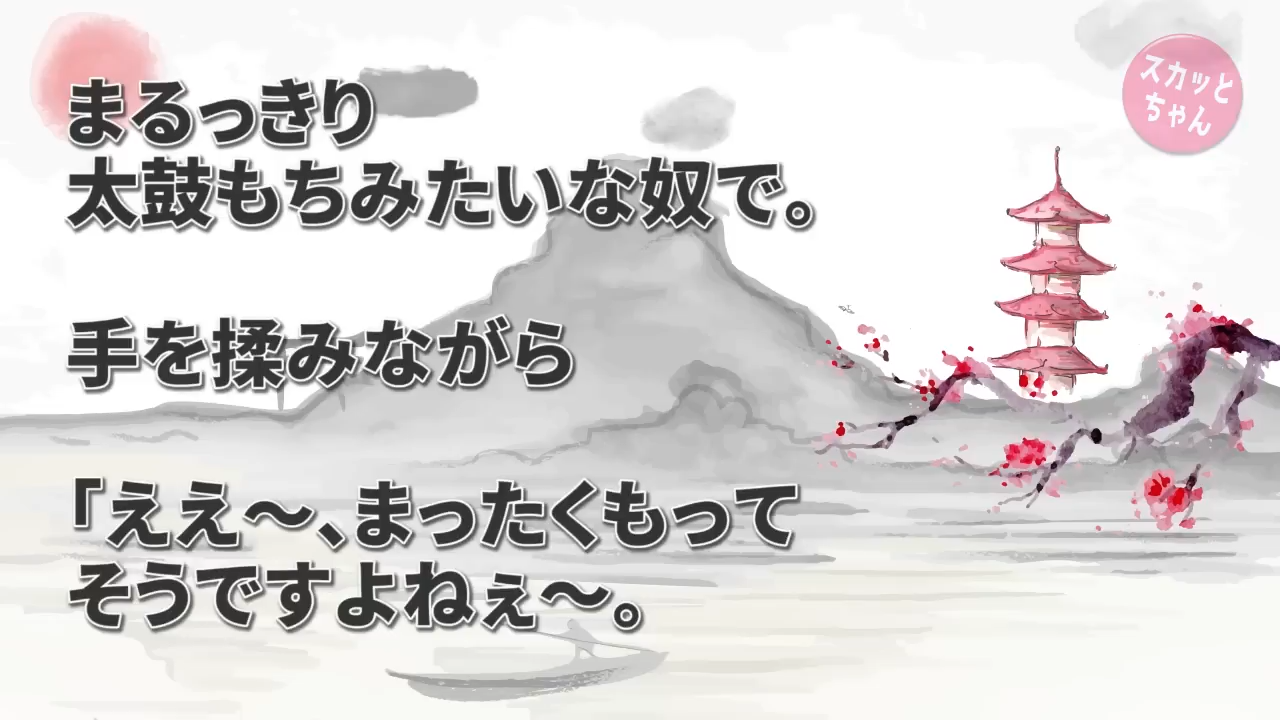 まるっきり
太鼓もちみたいな奴で。
手を揉みながら
「ええ〜、まったくもって
そうですよねぇ〜。
スカッと
ちゃん